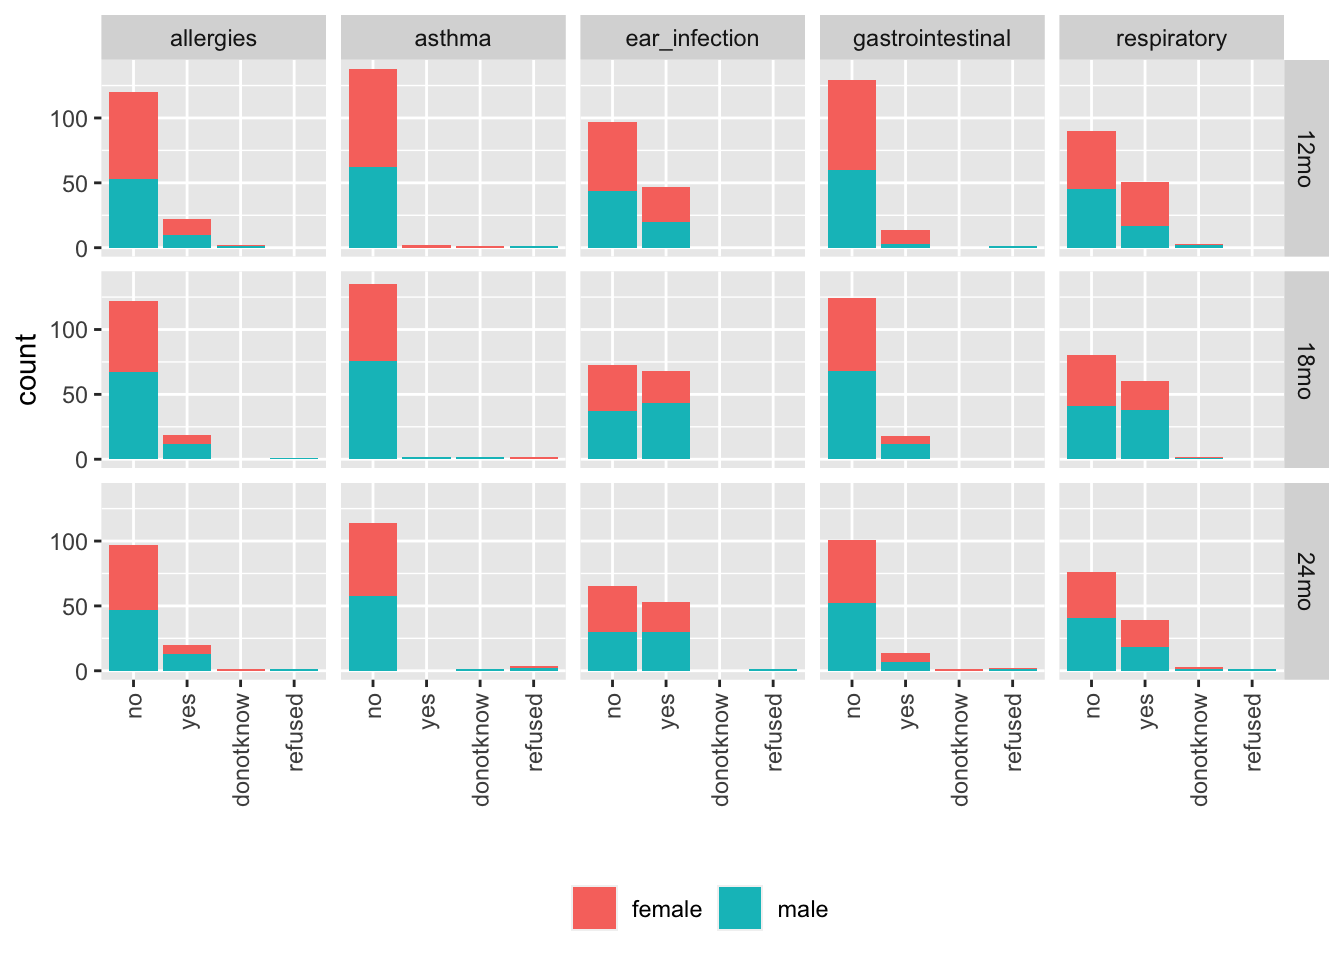 allergies asthma ear_infection gastrointestinal respiratory
100
50
0
12mo
100
50
0
18mo
100
50
0
24mo
count
no yes donotknow refused no yes donotknow refused no yes donotknow refused no yes donotknow refused no yes donotknow refused
female male